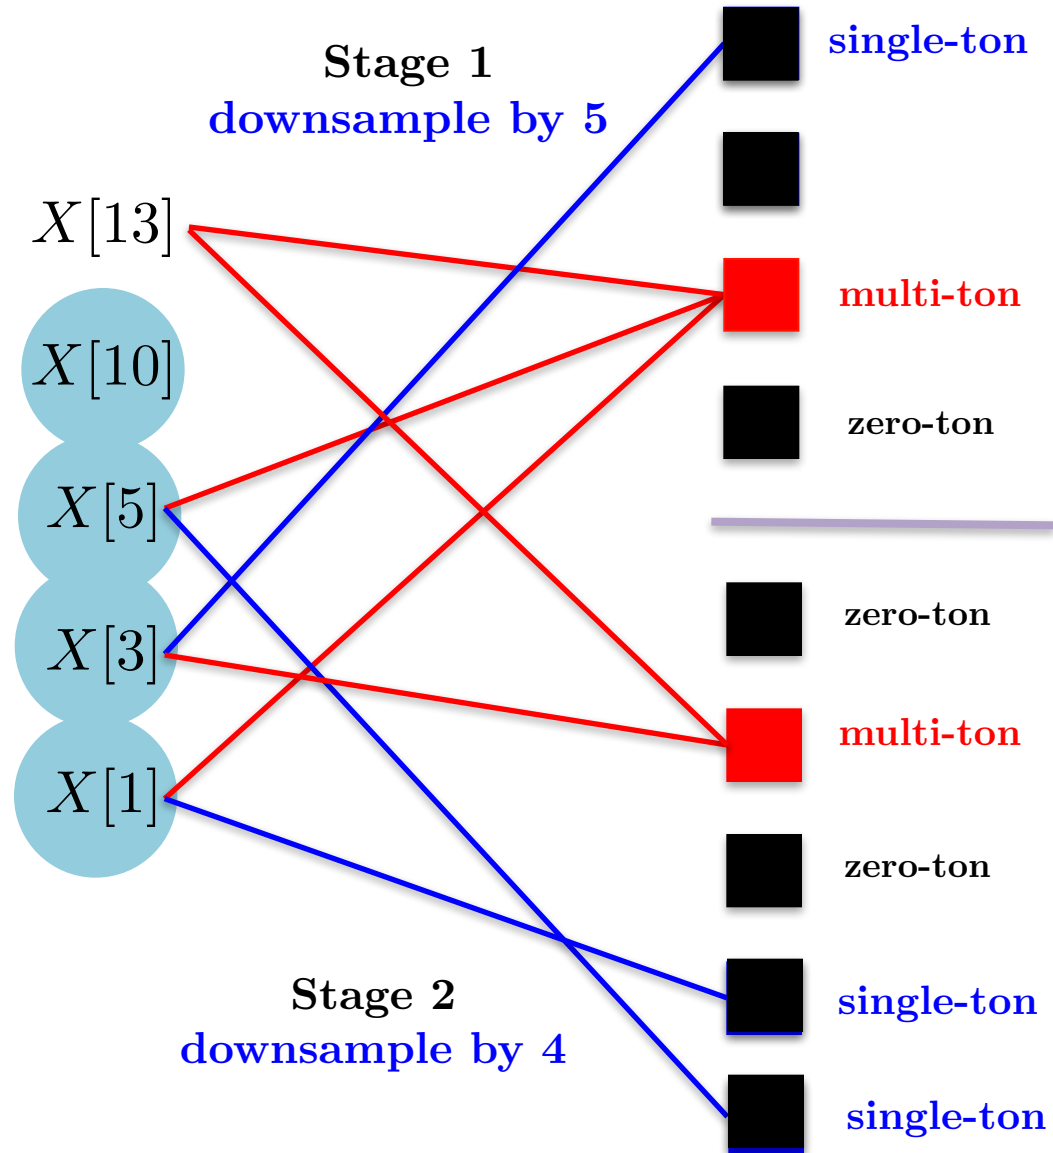 Stage 1
downsample by 5
single-ton
X[13]
multi-ton
X[10]
zero-ton
X[5]
zero-ton
X[3]
multi-ton
X[1]
zero-ton
Stage 2
downsample by 4
single-ton
single-ton